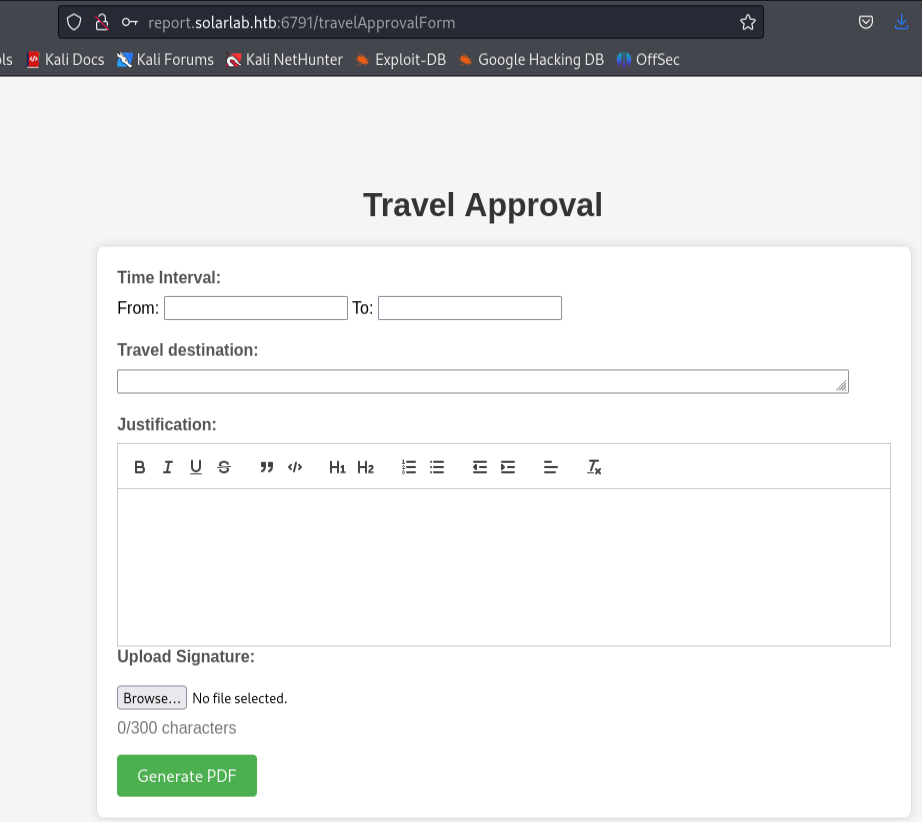 report.solarlab.htb:6791/travelApprovalForm
ls Kali Docs Kali Forums Kali NetHunter Exploit-DB Google Hacking DB OffSec
Travel Approval
Time Interval:
From: To:
Travel destination:
Justification:
B I U S ” </> H1 H2 Tx
Upload Signature:
Browse... No file selected.
0/300 characters
Generate PDF